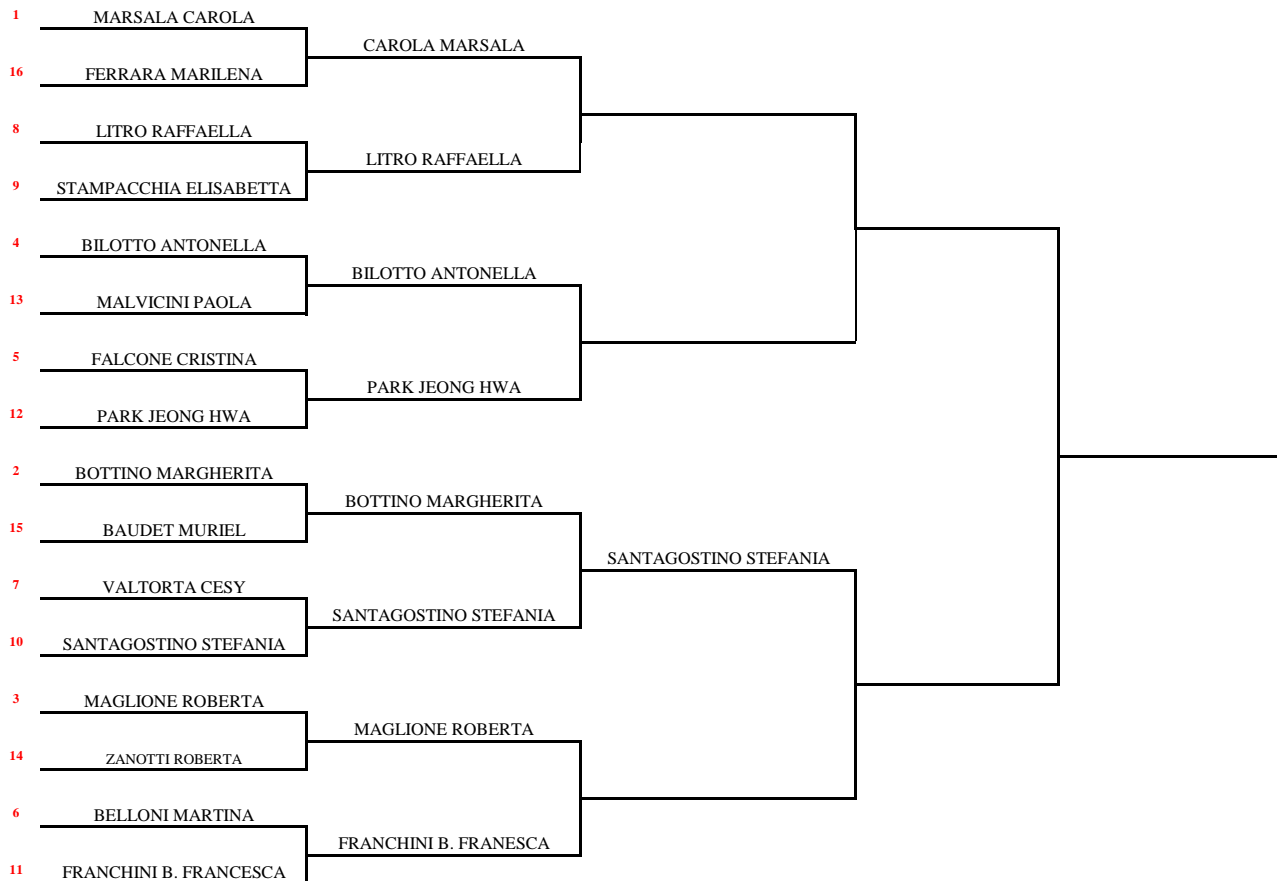 1 MARSALA CAROLA
CAROLA MARSALA
16 FERRARA MARILENA
8 LITRO RAFFAELLA
LITRO RAFFAELLA
9 STAMPACCHIA ELISABETTA
4 BILOTTO ANTONELLA
BILOTTO ANTONELLA
13 MALVICINI PAOLA
5 FALCONE CRISTINA
PARK JEONG HWA
12 PARK JEONG HWA
2 BOTTINO MARGHERITA
BOTTINO MARGHERITA
15 BAUDET MURIEL
SANTAGOSTINO STEFANIA
7 VALTORTA CESY
SANTAGOSTINO STEFANIA
10 SANTAGOSTINO STEFANIA
3 MAGLIONE ROBERTA
MAGLIONE ROBERTA
14 ZANOTTI ROBERTA
6 BELLONI MARTINA
FRANCHINI B. FRANESCA
11 FRANCHINI B. FRANCESCA